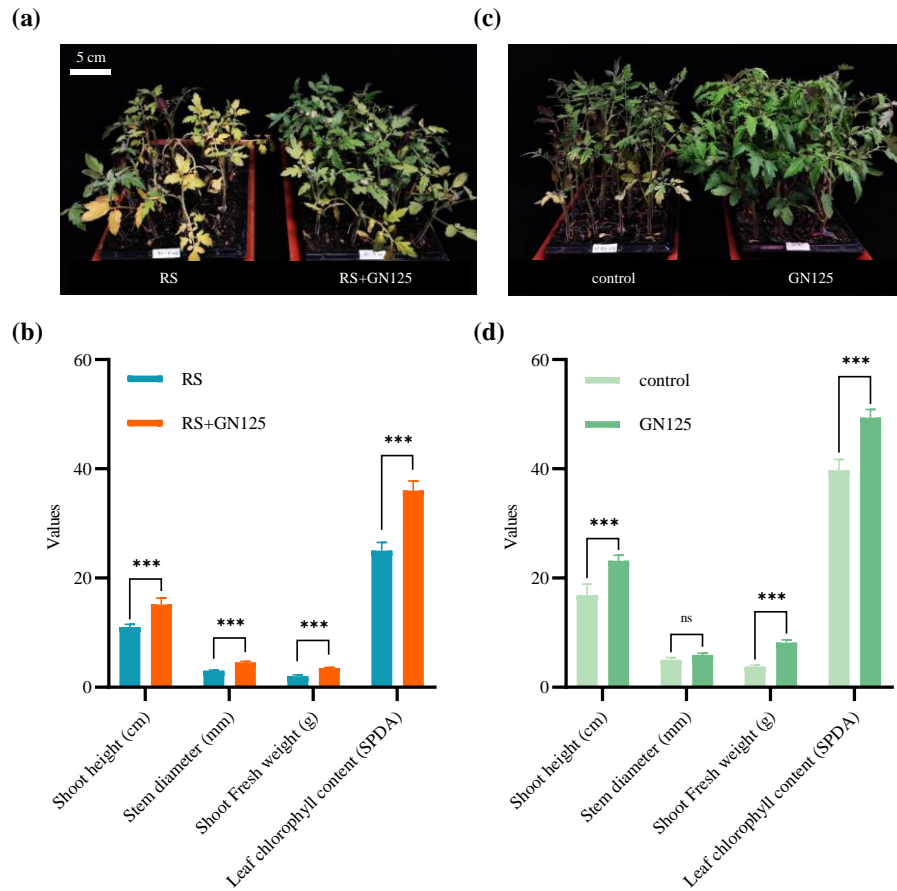 (a)
5 cm
RS
RS+GN125
(c)
control
GN125
(b)
60
40
20
0
Values
RS
RS+GN125
***
***
***
***
Shoot height (cm)
Stem diameter (mm)
Shoot Fresh weight (g)
Leaf chlorophyll content (SPDA)
(d)
60
40
20
0
Values
control
GN125
***
ns
***
***
Shoot height (cm)
Stem diameter (mm)
Shoot Fresh weight (g)
Leaf chlorophyll content (SPDA)